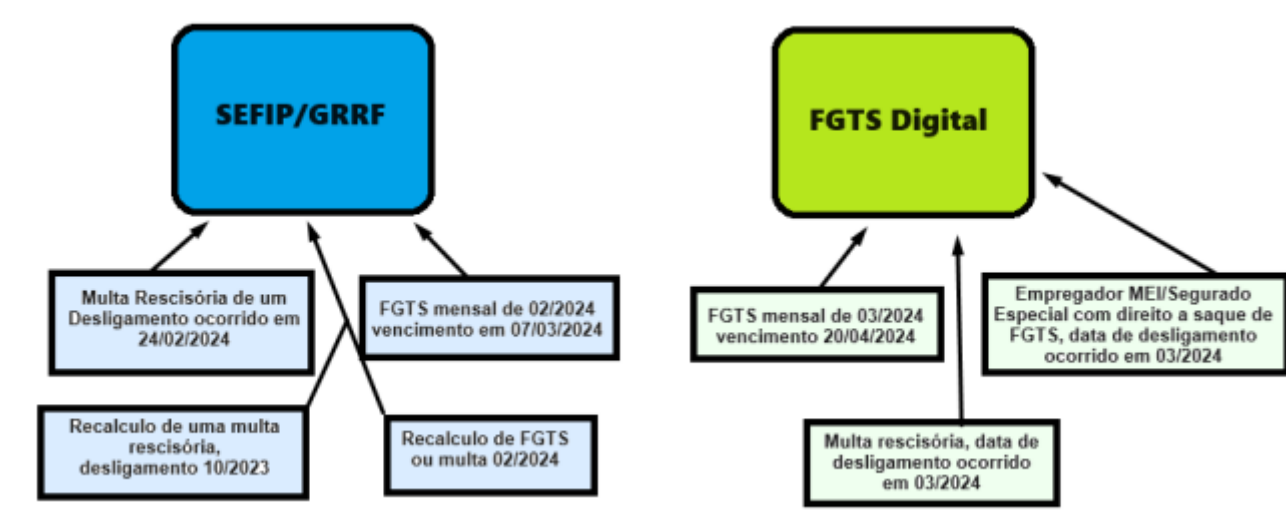 SEFIP/GRRF
FGTS Digital
Multa Rescisória de um
Desligamento ocorrido em
24/02/2024
FGTS mensal de 02/2024
vencimento em 07/03/2024
Recalculo de uma multa
rescisória,
desligamento 10/2023
Recalculo de FGTS
ou multa 02/2024
FGTS mensal de 03/2024
vencimento 20/04/2024
Empregador MEI/Segurado
Especial com direito a saque de
FGTS, data de desligamento
ocorrido em 03/2024
Multa rescisória, data de
desligamento ocorrido
em 03/2024